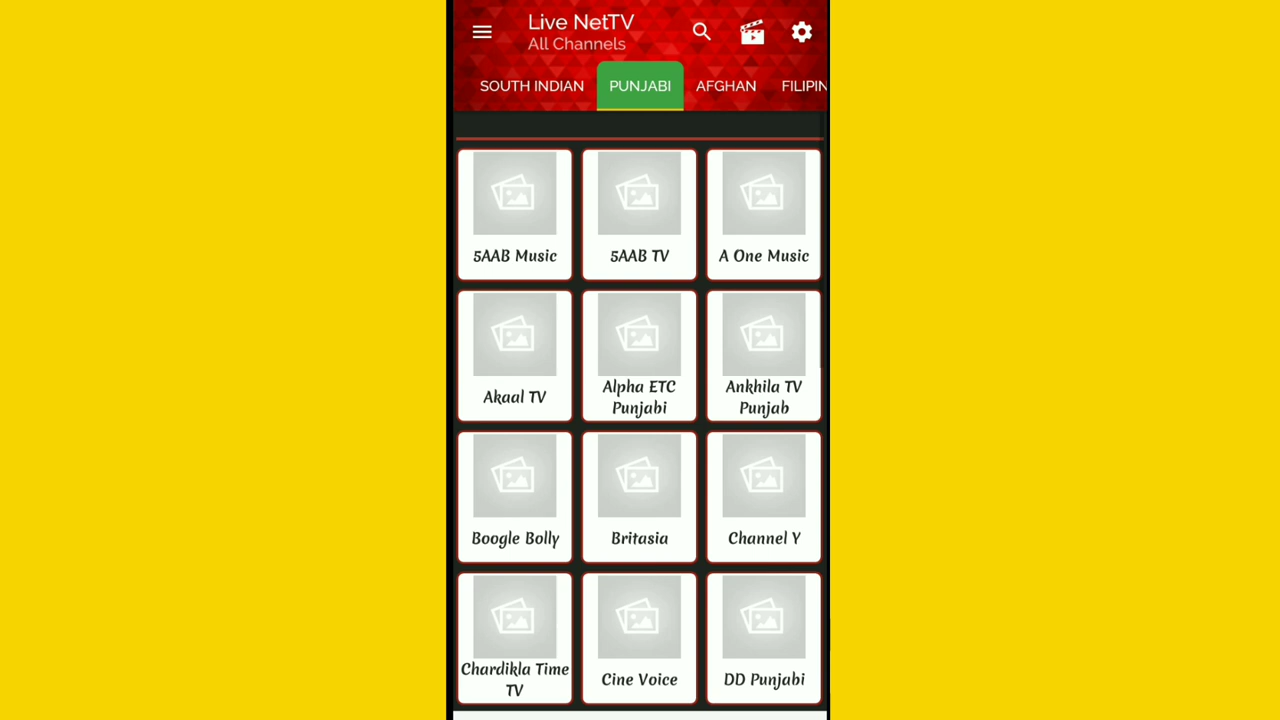 Live NetTV
All Channels
SOUTH INDIAN PUNJABI AFGHAN FILIPIN
5AAB Music 5AAB TV A One Music
Akaal TV
Alpha ETC
Punjabi
Ankhila TV
Punjab
Boogle Bolly Britasia Channel Y
Chardikla Time
TV
Cine Voice DD Punjabi